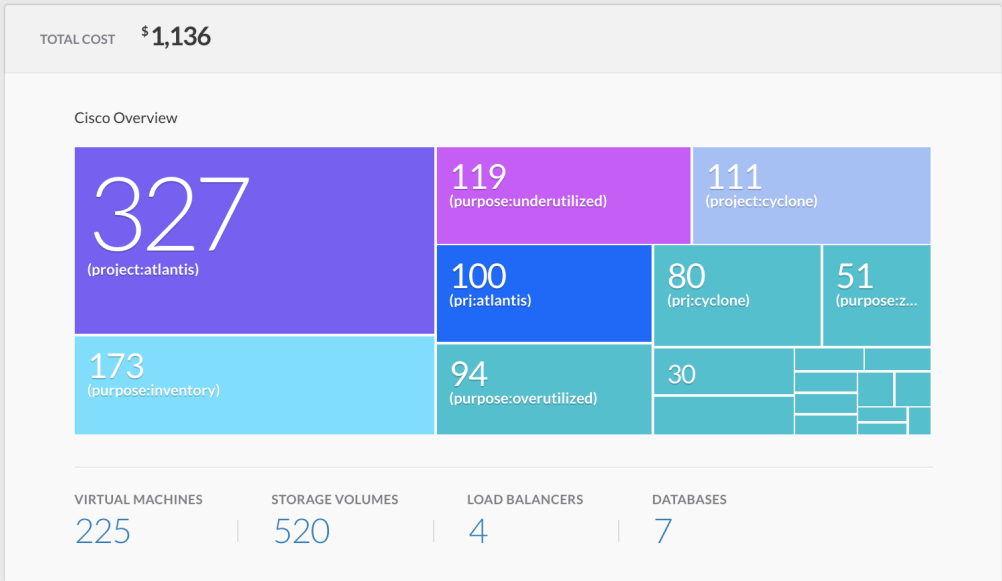 TOTAL COST $1,136
Cisco Overview
327
(project:atlantis)
119
(purpose:underutilized)
111
(project:cyclone)
100
(prj:atlantis)
80
(prj:cyclone)
51
(purpose:z...
173
(purpose:inventory)
94
(purpose:overutilized)
30
VIRTUAL MACHINES
225
STORAGE VOLUMES
520
LOAD BALANCERS
4
DATABASES
7